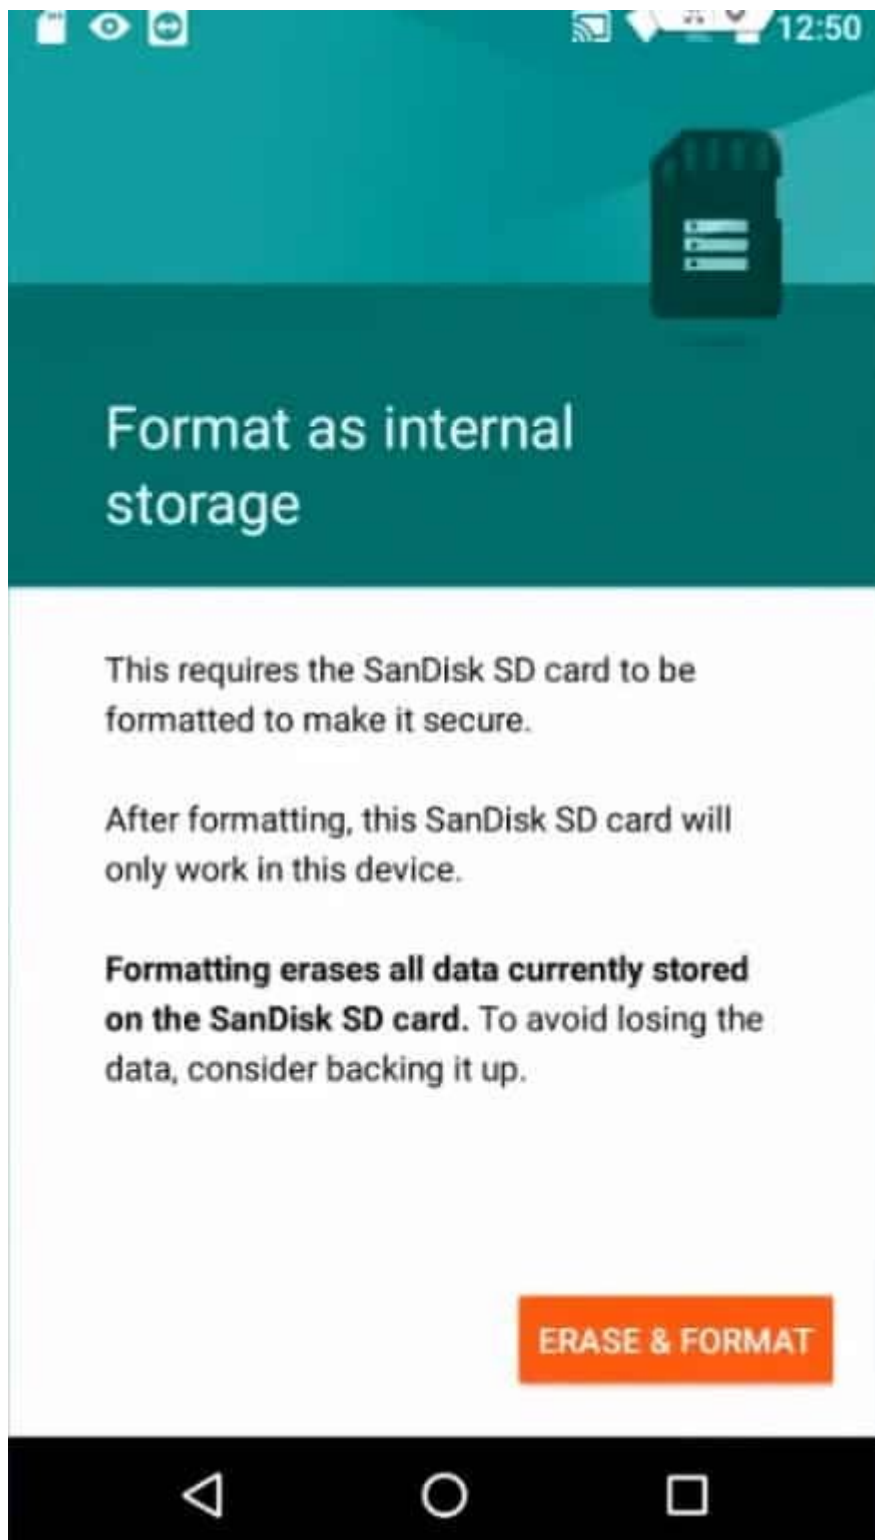 12:50
Format as internal
storage
This requires the SanDisk SD card to be
formatted to make it secure.
After formatting, this SanDisk SD card will
only work in this device.
Formatting erases all data currently stored
on the SanDisk SD card. To avoid losing the
data, consider backing it up.
ERASE & FORMAT